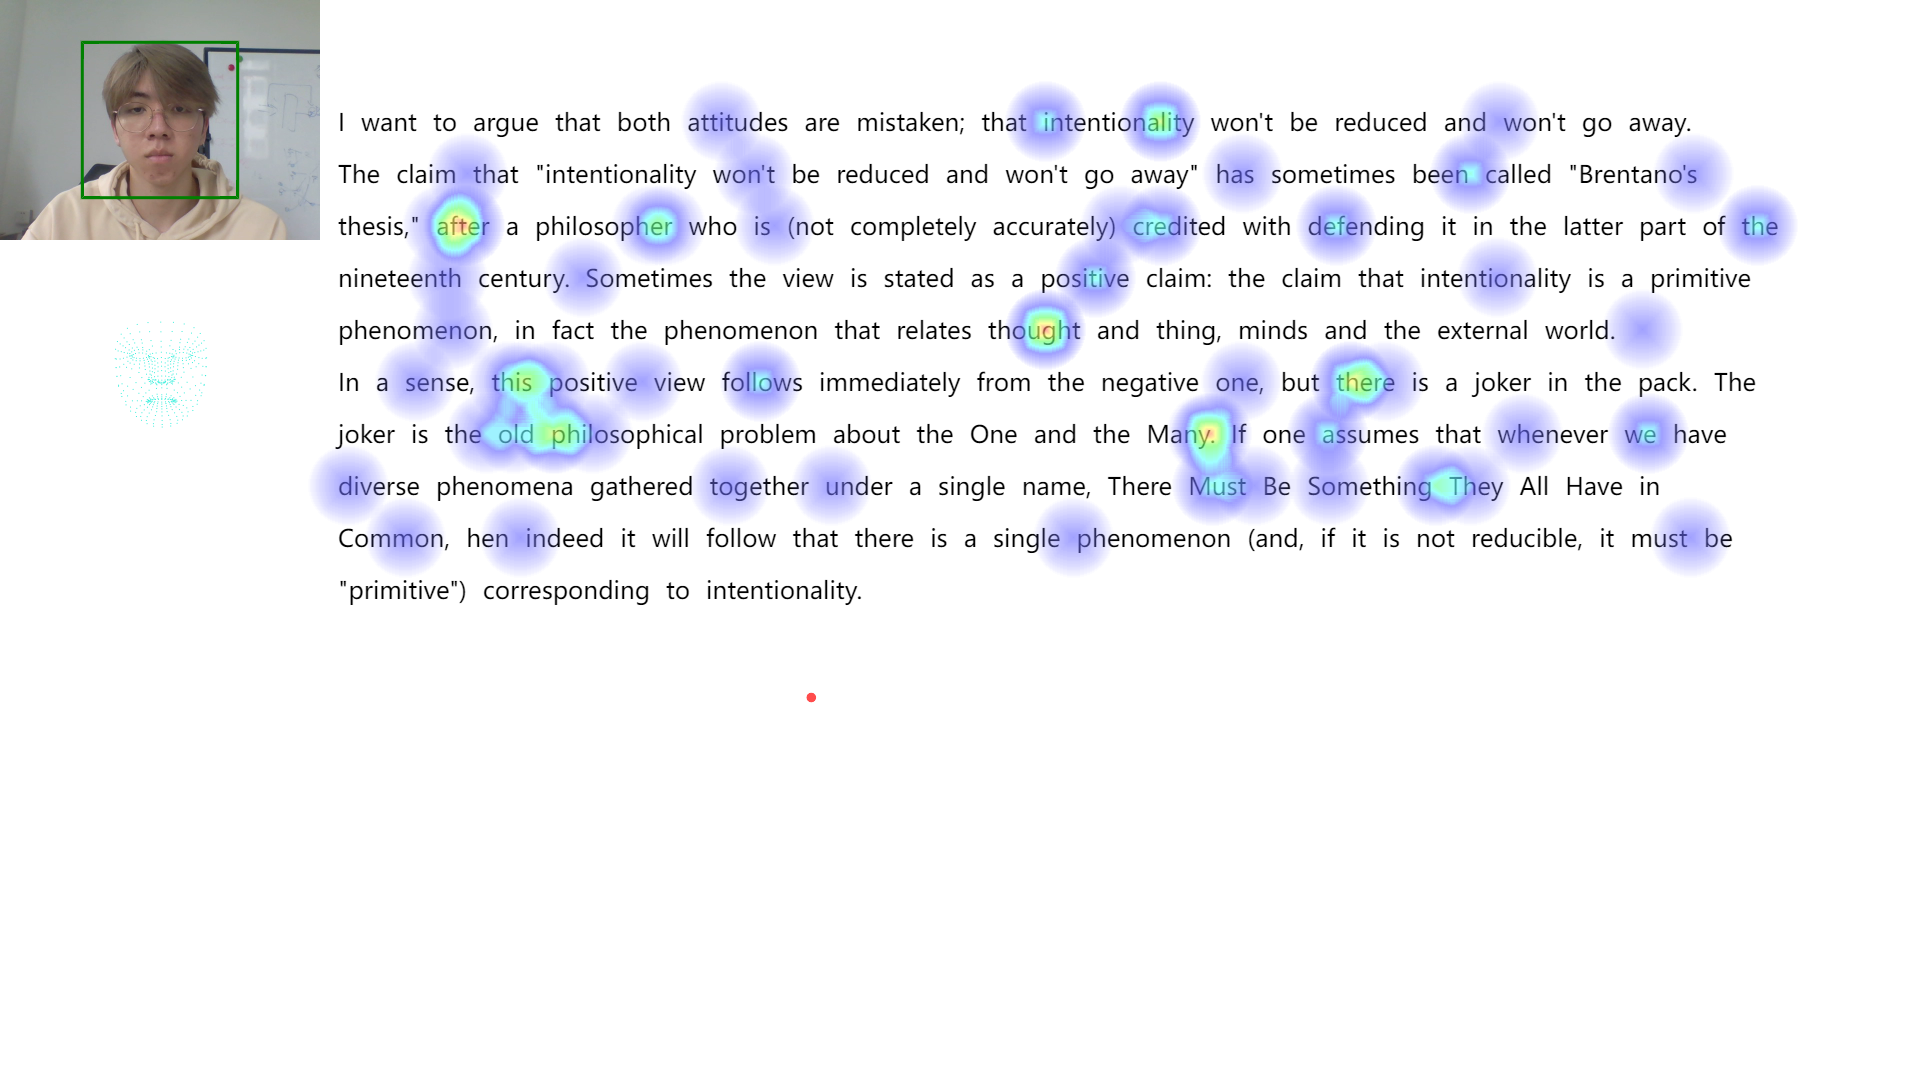 I want to argue that both attitudes are mistaken; that intentionality won't be reduced and won't go away.
The claim that "intentionality won't be reduced and won't go away" has sometimes been called "Brentano's
thesis," after a philosopher who is (not completely accurately) credited with defending it in the latter part of the
nineteenth century. Sometimes the view is stated as a positive claim: the claim that intentionality is a primitive
phenomenon, in fact the phenomenon that relates thought and thing, minds and the external world.
In a sense, this positive view follows immediately from the negative one, but there is a joker in the pack. The
joker is the old philosophical problem about the One and the Many. If one assumes that whenever we have
diverse phenomena gathered together under a single name, There Must Be Something They All Have in
Common, hen indeed it will follow that there is a single phenomenon (and, if it is not reducible, it must be
"primitive") corresponding to intentionality.